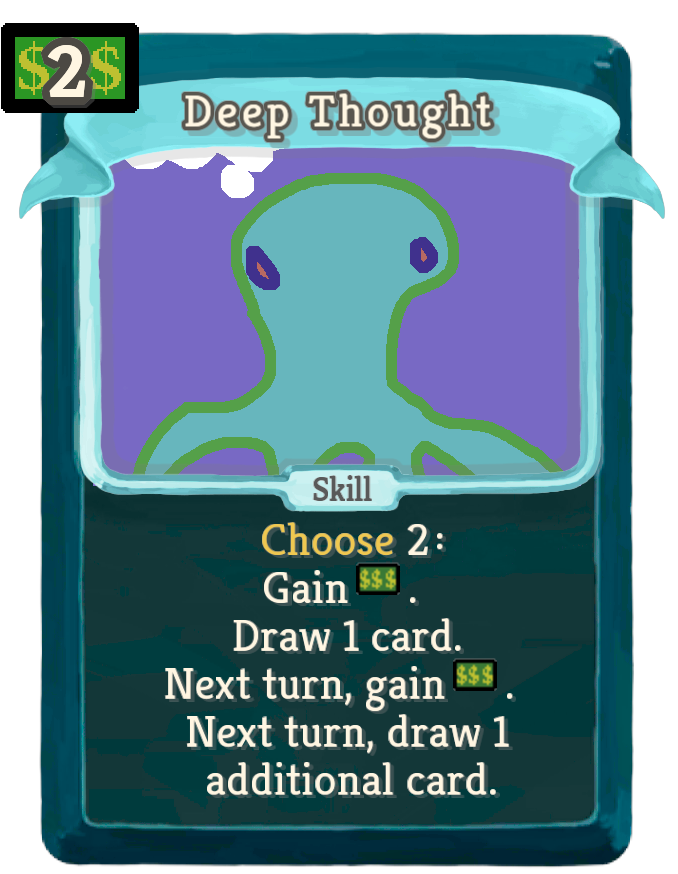 $2$
Deep Thought
Skill
Choose 2:
Gain $$$ .
Draw 1 card.
Next turn, gain $$$ .
Next turn, draw 1
additional card.